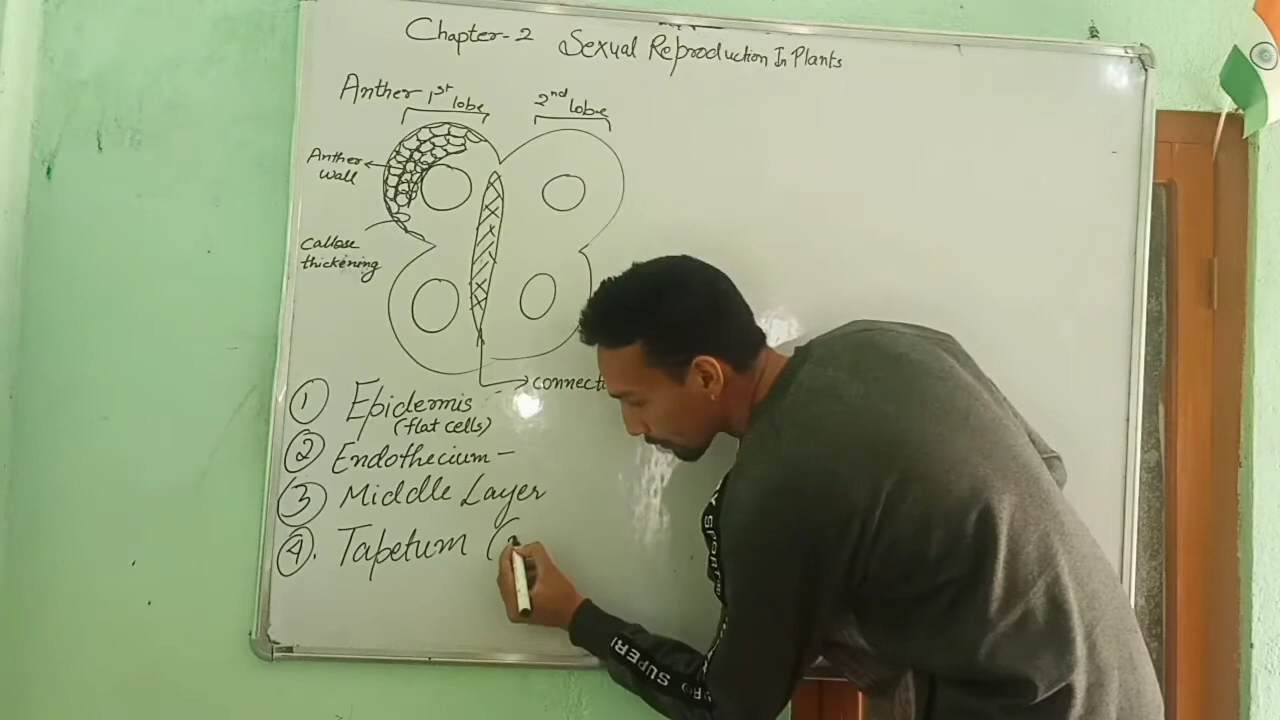 Chapter-2 Sexual Reproduction In Plants
Anther 1st lobe
2nd Lobe
Anther
wall
callose
thickening
① Epidermis
(flat cells)
② Endothecium -
③ Middle Layer
④. Tapetum (